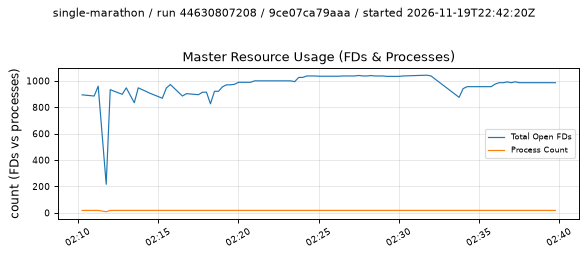 single-marathon / run 44630807208 / 9ce07ca79aaa / started 2026-11-19T22:42:20Z
Master Resource Usage (FDs & Processes)
count (FDs vs processes)
1000
800
600
400
200
0
Total Open FDs
Process Count
02:10
02:15
02:20
02:25
02:30
02:35
02:40